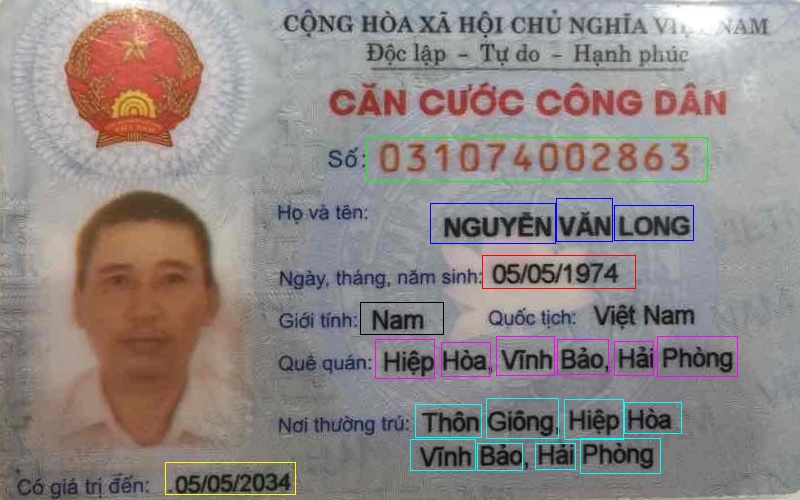 CỘNG HÒA XÃ HỘI CHỦ NGHĨA VIỆT NAM
Độc lập - Tự do - Hạnh phúc
CĂN CƯỚC CÔNG DÂN
Số: 031074002863
Họ và tên: NGUYỄN VĂN LONG
Ngày, tháng, năm sinh: 05/05/1974
Giới tính: Nam Quốc tịch: Việt Nam
Quê quán: Hiệp Hòa, Vĩnh Bảo, Hải Phòng
Nơi thường trú: Thôn Giông, Hiệp Hòa
Vĩnh Bảo, Hải Phòng
Có giá trị đến: 05/05/2034